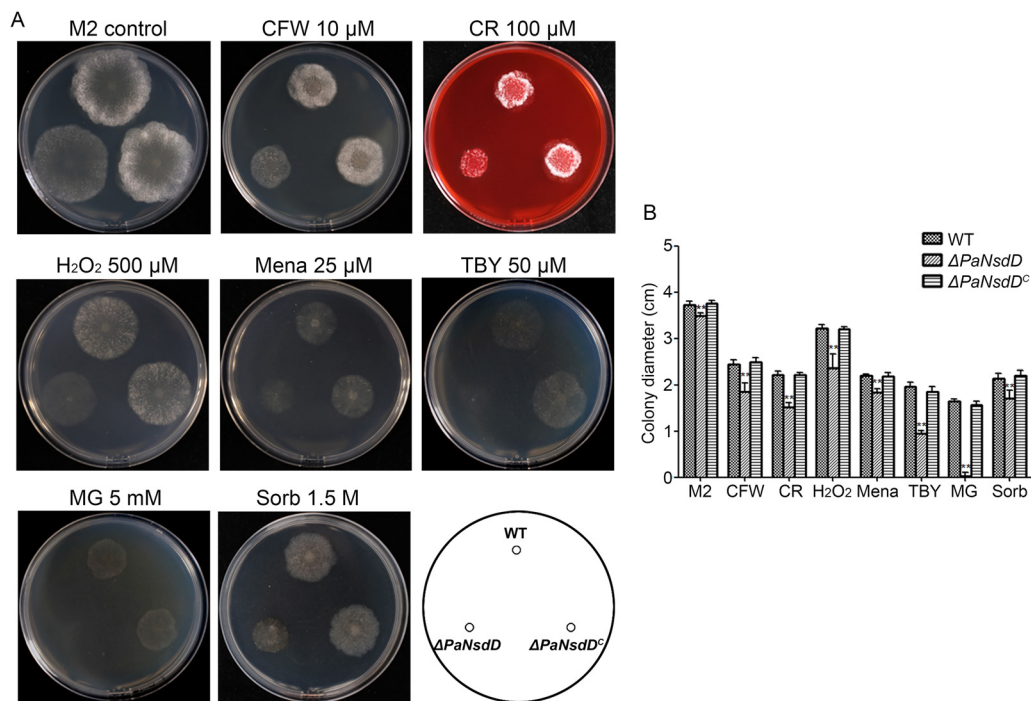 A
M2 control
CFW 10 µM
CR 100 µM
H₂O₂ 500 µM
Mena 25 µM
TBY 50 µM
MG 5 mM
Sorb 1.5 M
WT
ΔPaNsdD
ΔPaNsdDᶜ
B
WT
ΔPaNsdD
ΔPaNsdDᶜ
Colony diameter (cm)
5
4
3
2
1
0
**
**
**
**
**
**
**
**
M2
CFW
CR
H₂O₂
Mena
TBY
MG
Sorb